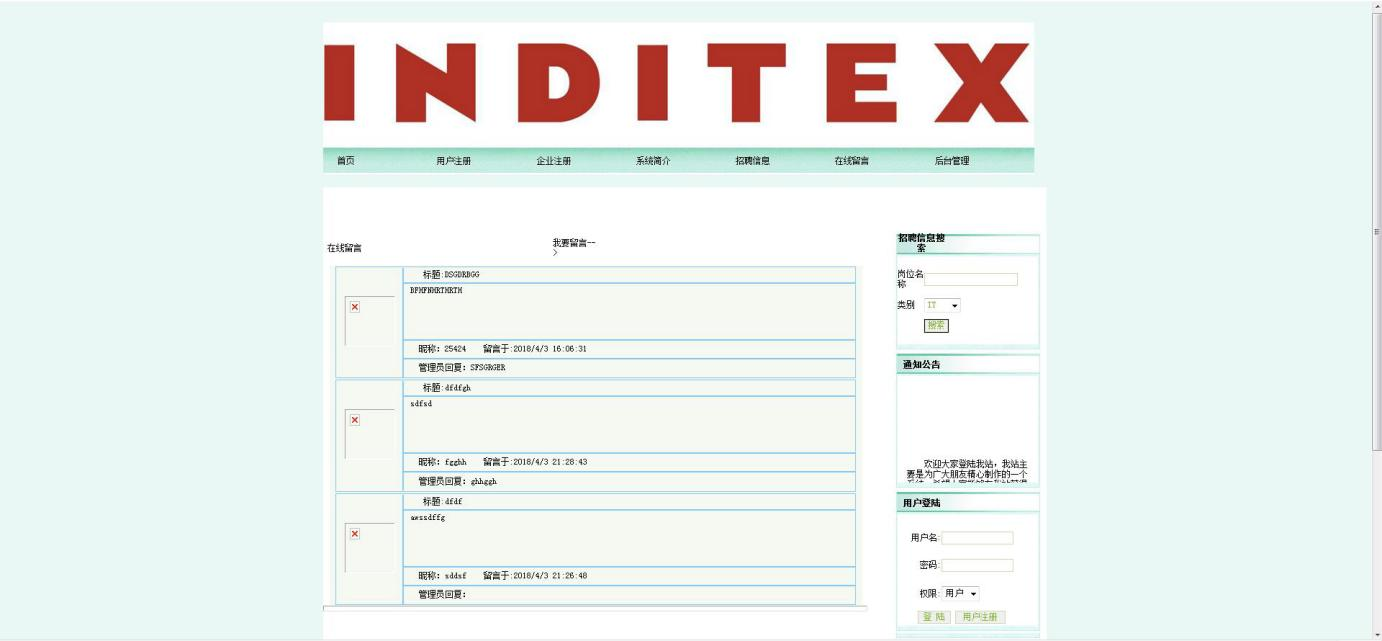 INDITEX
首页 用户注册 企业注册 系统简介 招聘信息 在线留言 后台管理
在线留言
我要留言--
>
标题:DSGDRBGG
BFMFNHRTHRTH
昵称: 25424 留言于:2018/4/3 16:06:31
管理员回复: SFSGRGER
标题:dfdfgh
sdfsd
昵称: fgghh 留言于:2018/4/3 21:28:43
管理员回复: ghhggh
标题:dfdf
awssdffg
昵称: sddsf 留言于:2018/4/3 21:26:48
管理员回复:
招聘信息搜
索
岗位名
称
类别 IT
搜索
通知公告
欢迎大家登陆我站，我站主
要是为广大朋友精心制作的一个
用户登陆
用户名:
密码:
权限: 用户
登 陆 用户注册